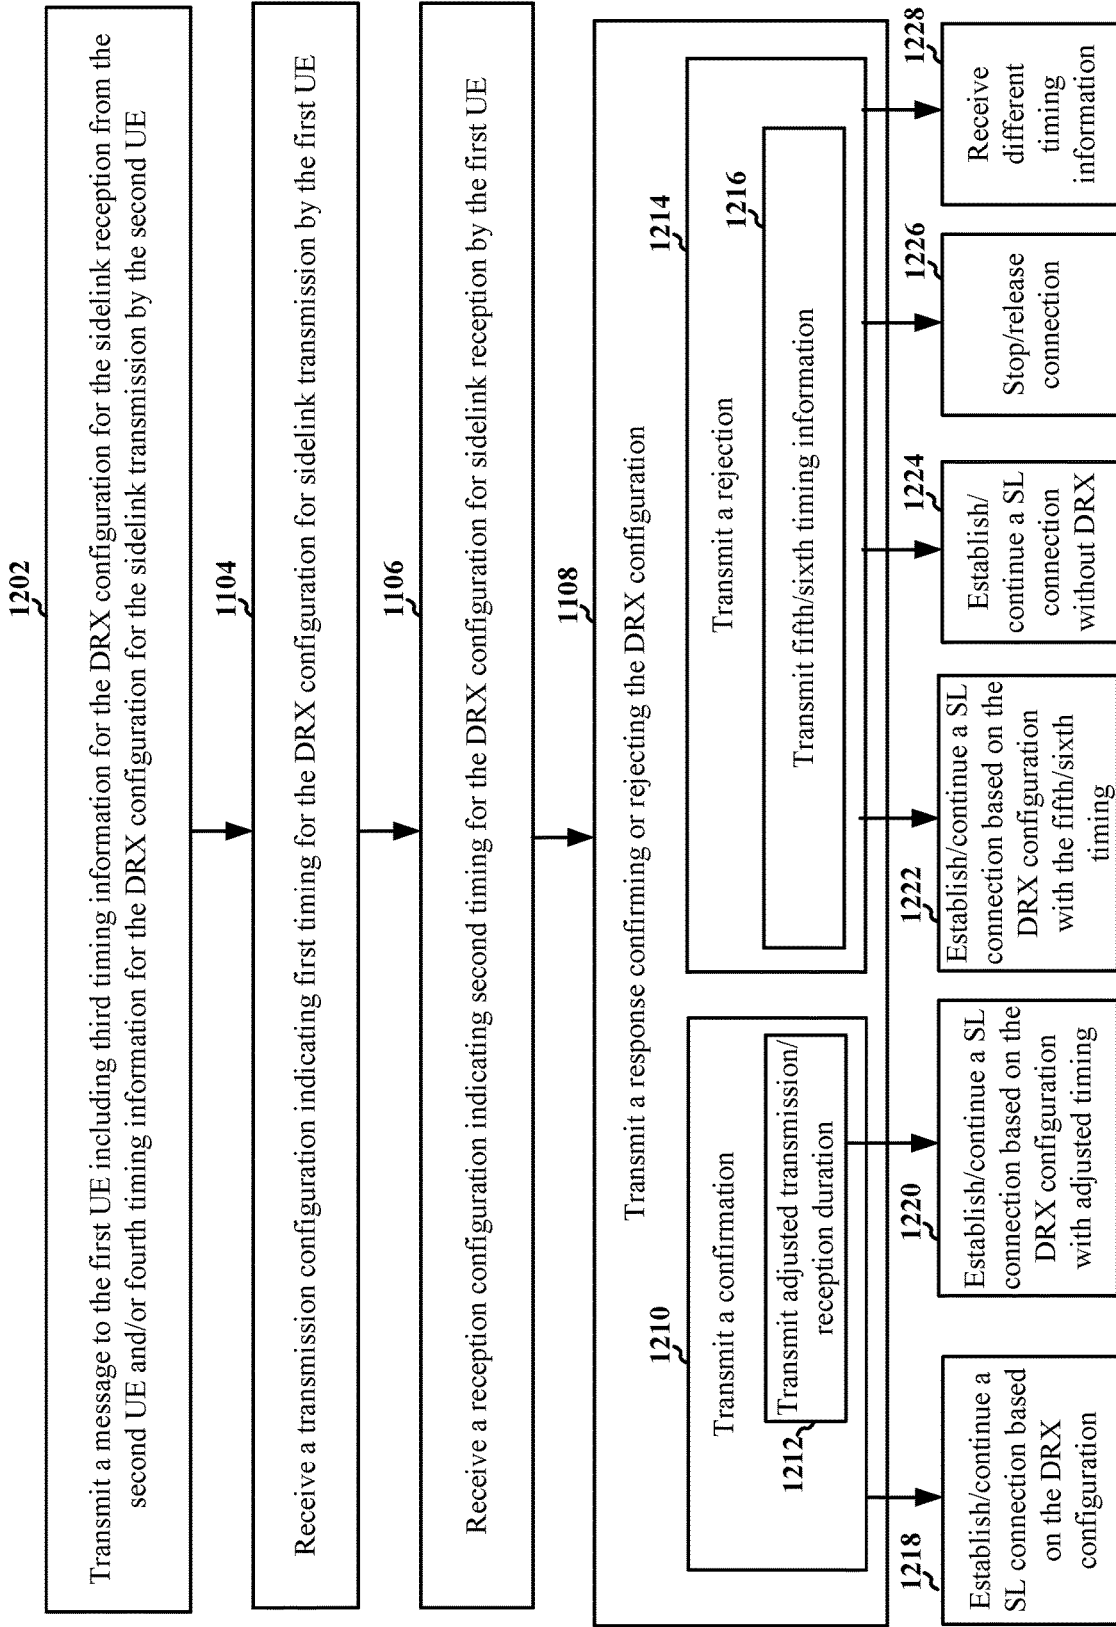 1202
Transmit a message to the first UE including third timing information for the DRX configuration for the sidelink reception from the
second UE and/or fourth timing information for the DRX configuration for the sidelink transmission by the second UE
1104
Receive a transmission configuration indicating first timing for the DRX configuration for sidelink transmission by the first UE
1106
Receive a reception configuration indicating second timing for the DRX configuration for sidelink reception by the first UE
1108
Transmit a response confirming or rejecting the DRX configuration
1210
Transmit a confirmation
1212
Transmit adjusted transmission/
reception duration
1214
Transmit a rejection
1216
Transmit fifth/sixth timing information
1218
Establish/continue a
SL connection based
on the DRX
configuration
1220
Establish/continue a SL
connection based on the
DRX configuration
with adjusted timing
1222
Establish/continue a SL
connection based on the
DRX configuration
with the fifth/sixth
timing
1224
Establish/
continue a SL
connection
without DRX
1226
Stop/release
connection
1228
Receive
different
timing
information